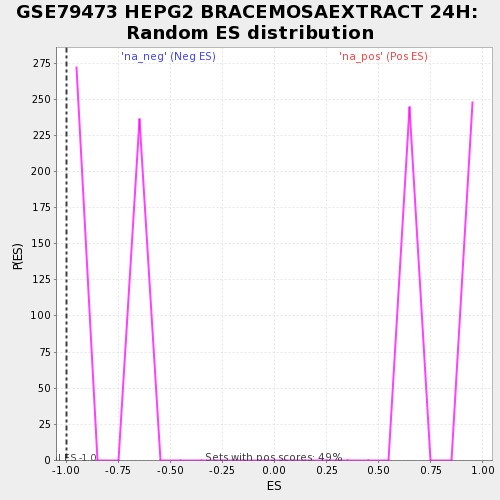 GSE79473 HEPG2 BRACEMOSAEXTRACT 24H:
Random ES distribution
'na_neg' (Neg ES) 'na_pos' (Pos ES)
275
250
225
200
175
150
125
100
75
50
25
0
P(ES)
ES -1.0
Sets with pos scores: 49%
-1.00 -0.75 -0.50 -0.25 0.00 0.25 0.50 0.75 1.00
ES